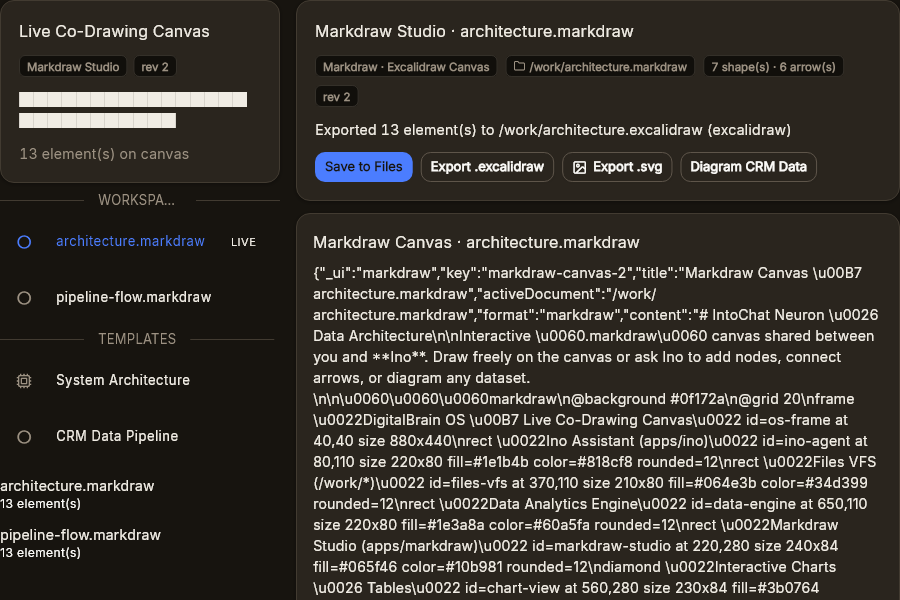 Live Co-Drawing Canvas
Markdraw Studio
rev 2
13 element(s) on canvas
WORKSPA...
architecture.markdraw
LIVE
pipeline-flow.markdraw
TEMPLATES
System Architecture
CRM Data Pipeline
architecture.markdraw
13 element(s)
pipeline-flow.markdraw
13 element(s)
Markdraw Studio · architecture.markdraw
Markdraw · Excalidraw Canvas
/work/architecture.markdraw
7 shape(s) · 6 arrow(s)
rev 2
Exported 13 element(s) to /work/architecture.excalidraw (excalidraw)
Save to Files
Export .excalidraw
Export .svg
Diagram CRM Data
Markdraw Canvas · architecture.markdraw
{"_ui":"markdraw","key":"markdraw-canvas-2","title":"Markdraw Canvas \u00B7
architecture.markdraw","activeDocument":"/work/
architecture.markdraw","format":"markdraw","content":"# IntoChat Neuron \u0026
Data Architecture\n\nInteractive \u0060.markdraw\u0060 canvas shared between
you and **Ino**. Draw freely on the canvas or ask Ino to add nodes, connect
arrows, or diagram any dataset.
\n\n\u0060\u0060\u0060markdraw\n@background #0f172a\n@grid 20\nframe
\u0022DigitalBrain OS \u00B7 Live Co-Drawing Canvas\u0022 id=os-frame at
40,40 size 880x440\nrect \u0022Ino Assistant (apps/ino)\u0022 id=ino-agent at
80,110 size 220x80 fill=#1e1b4b color=#818cf8 rounded=12\nrect \u0022Files VFS
(/work/*)\u0022 id=files-vfs at 370,110 size 210x80 fill=#064e3b color=#34d399
rounded=12\nrect \u0022Data Analytics Engine\u0022 id=data-engine at 650,110
size 220x80 fill=#1e3a8a color=#60a5fa rounded=12\nrect \u0022Markdraw
Studio (apps/markdraw)\u0022 id=markdraw-studio at 220,280 size 240x84
fill=#065f46 color=#10b981 rounded=12\ndiamond \u0022Interactive Charts
\u0026 Tables\u0022 id=chart-view at 560,280 size 230x84 fill=#3b0764